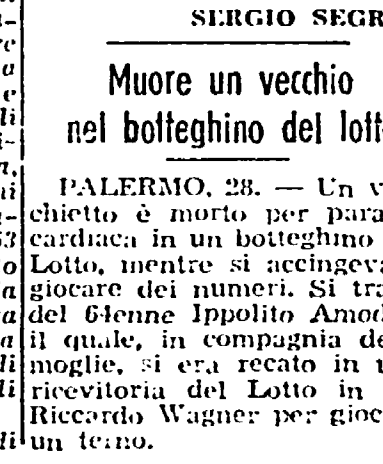 SERGIO SEGR
Muore un vecchio
nel botteghino del lott
PALERMO, 28. — Un v
chietto è morto per para
cardiaca in un botteghino
Lotto, mentre si accingeva
giocare dei numeri. Si tra
del 64enne Ippolito Amod
il quale, in compagnia de
moglie, si era recato in u
ricevitoria del Lotto in
Riccardo Wagner per gioc
un terno.